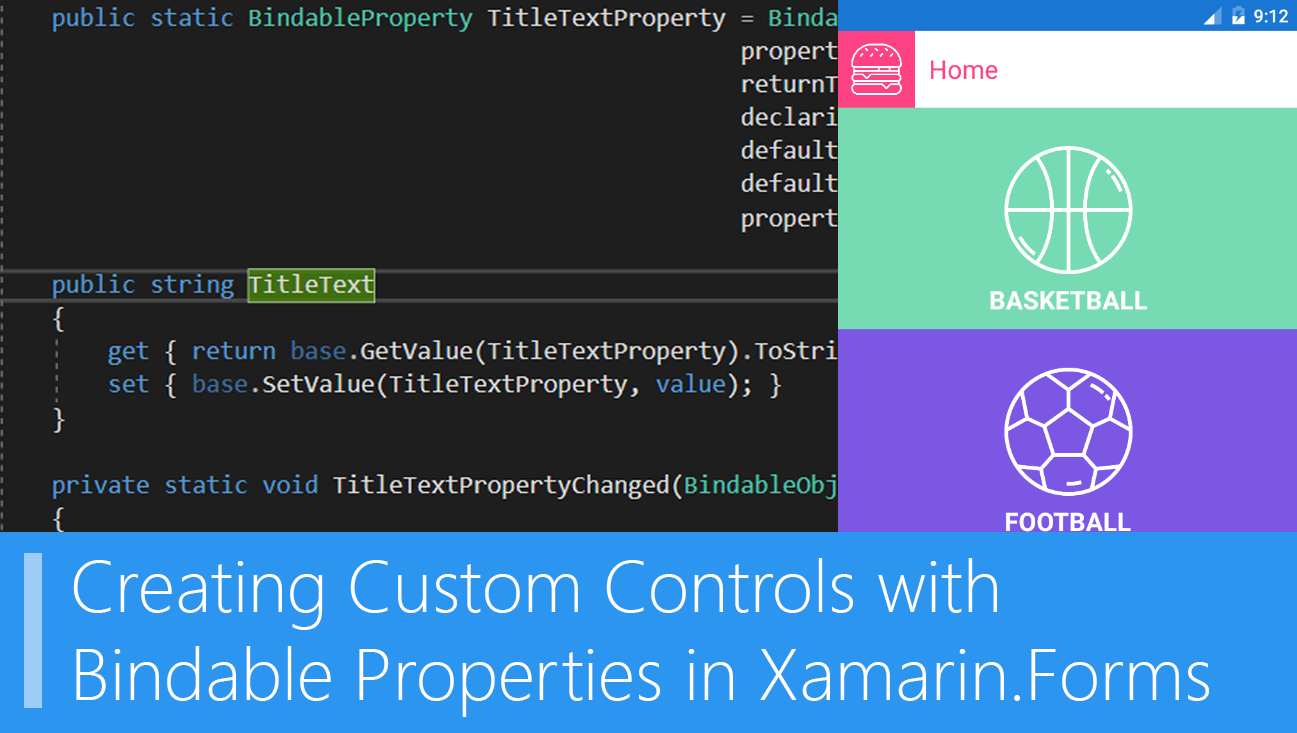 public static BindableProperty TitleTextProperty = Binda
propert
returnT
declari
default
default
propert
public string TitleText
{
get { return base.GetValue(TitleTextProperty).ToStri
set { base.SetValue(TitleTextProperty, value); }
}
private static void TitleTextPropertyChanged(BindableObj
{
9:12
Home
BASKETBALL
FOOTBALL
Creating Custom Controls with
Bindable Properties in Xamarin.Forms